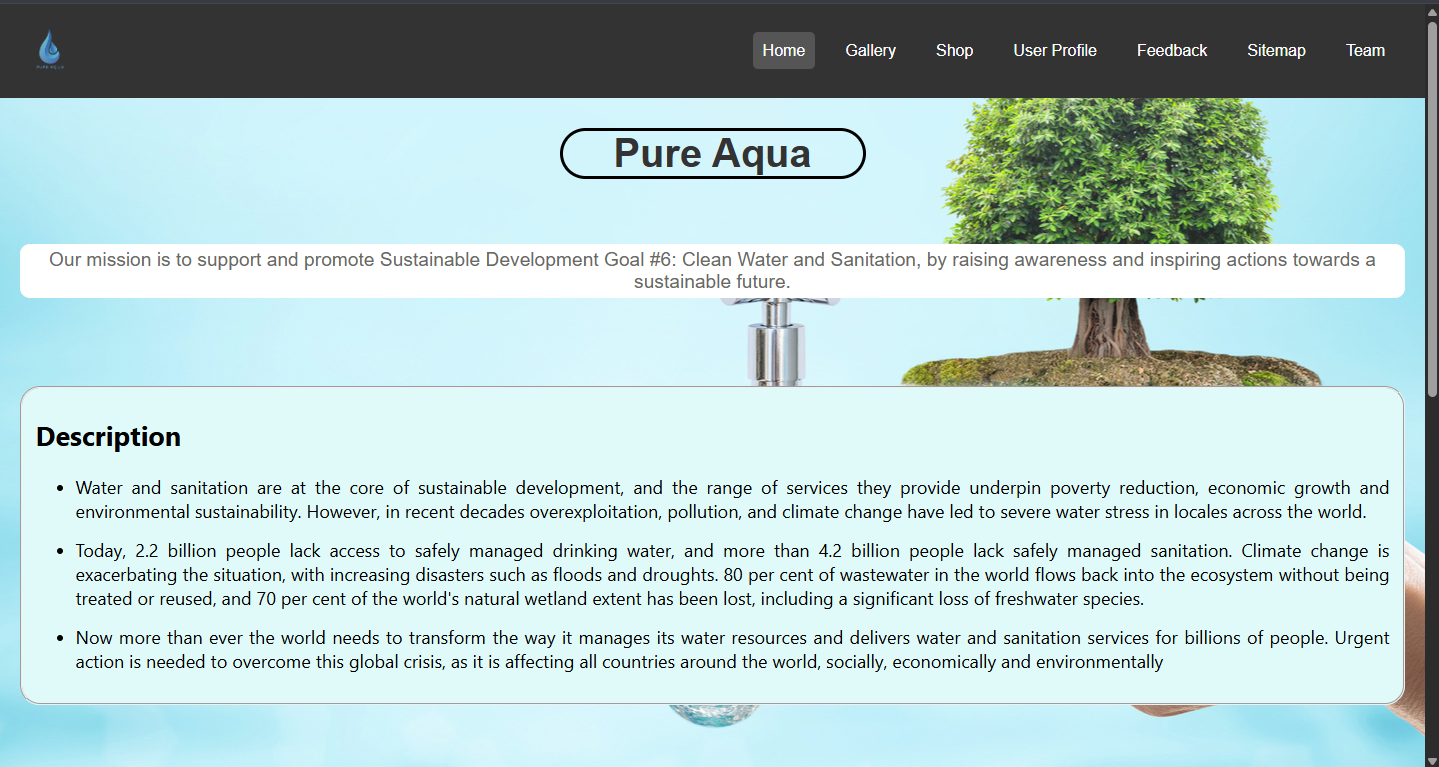 Home Gallery Shop User Profile Feedback Sitemap Team
Pure Aqua
Our mission is to support and promote Sustainable Development Goal #6: Clean Water and Sanitation, by raising awareness and inspiring actions towards a
sustainable future.
Description
• Water and sanitation are at the core of sustainable development, and the range of services they provide underpin poverty reduction, economic growth and
environmental sustainability. However, in recent decades overexploitation, pollution, and climate change have led to severe water stress in locales across the world.
• Today, 2.2 billion people lack access to safely managed drinking water, and more than 4.2 billion people lack safely managed sanitation. Climate change is
exacerbating the situation, with increasing disasters such as floods and droughts. 80 per cent of wastewater in the world flows back into the ecosystem without being
treated or reused, and 70 per cent of the world's natural wetland extent has been lost, including a significant loss of freshwater species.
• Now more than ever the world needs to transform the way it manages its water resources and delivers water and sanitation services for billions of people. Urgent
action is needed to overcome this global crisis, as it is affecting all countries around the world, socially, economically and environmentally